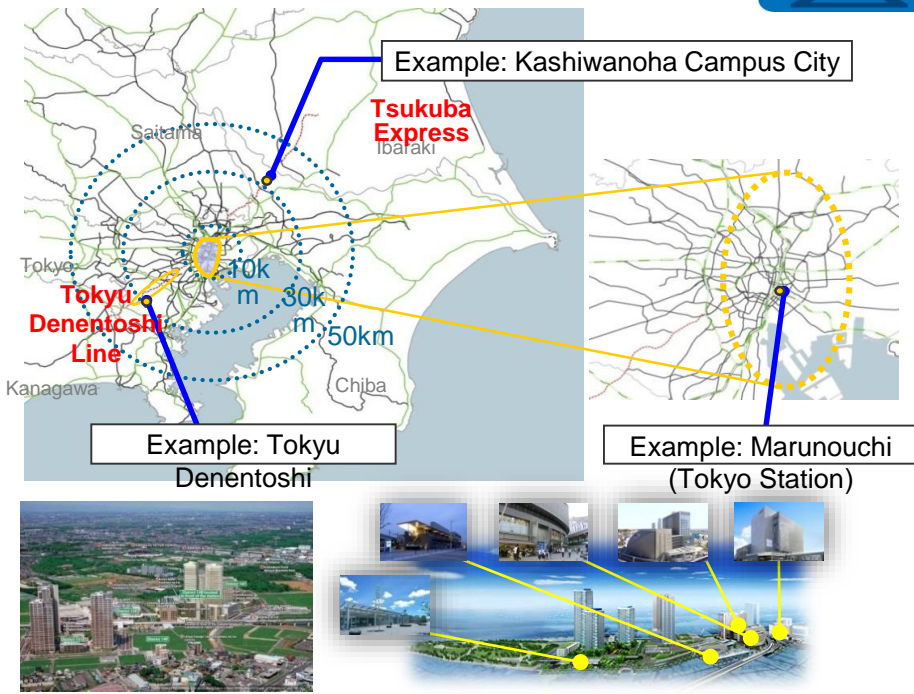 Example: Kashiwanoha Campus City
Tsukuba
Express
Saitama
Ibaraki
Tokyo
10k
m
30k
m
50km
Tokyu
Denentoshi
Line
Kanagawa
Chiba
Example: Tokyu
Denentoshi
Example: Marunouchi
(Tokyo Station)